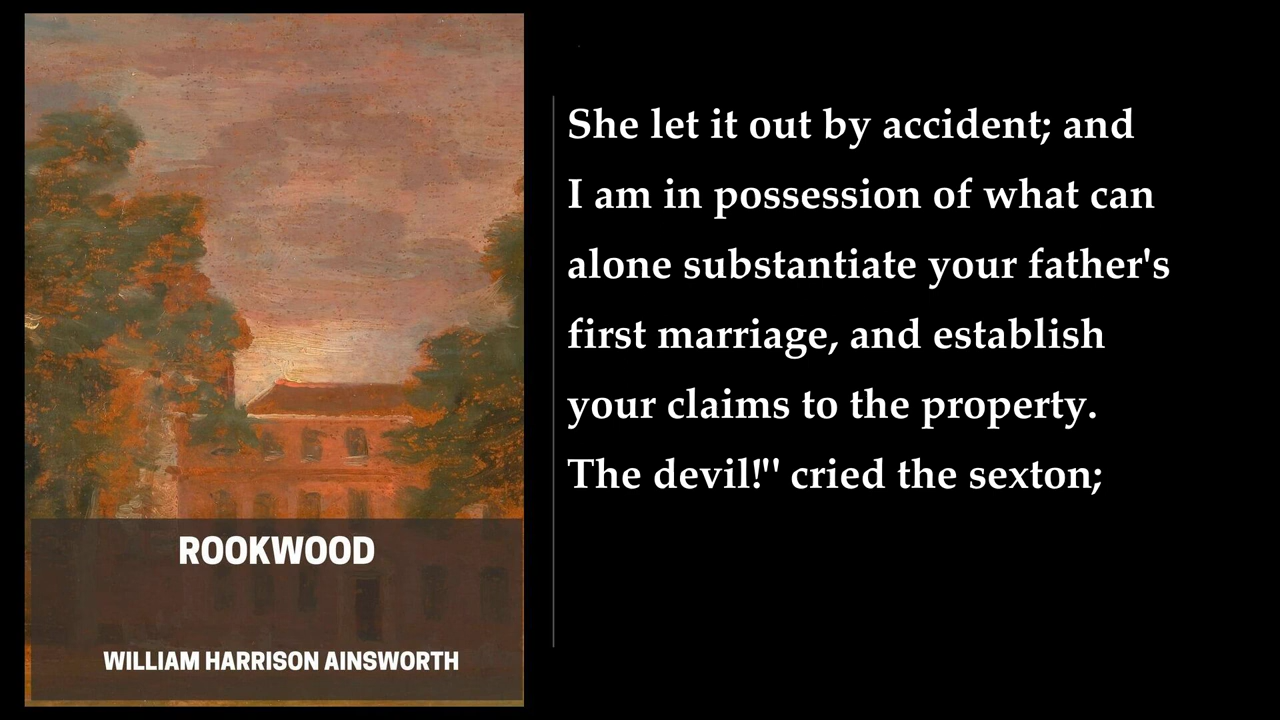 ROOKWOOD
WILLIAM HARRISON AINSWORTH
She let it out by accident; and
I am in possession of what can
alone substantiate your father's
first marriage, and establish
your claims to the property.
The devil!" cried the sexton;